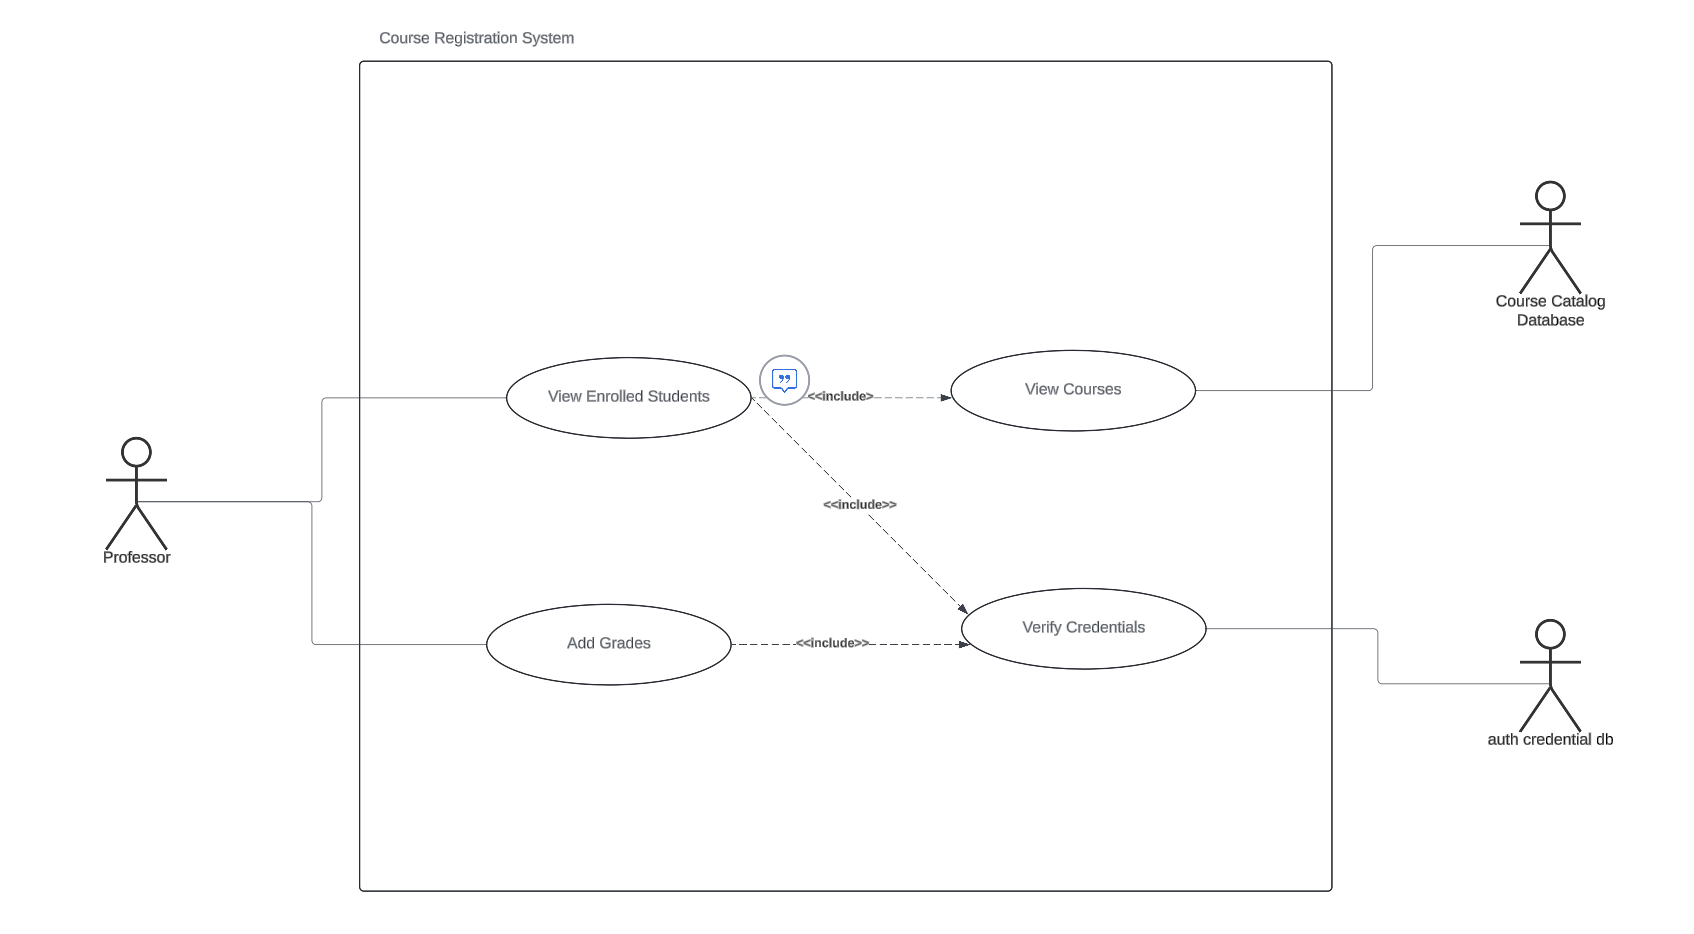 Course Registration System
Course Catalog
Database
View Enrolled Students
<<include>
View Courses
<<include>>
Professor
Add Grades
<<include>>
Verify Credentials
auth credential db